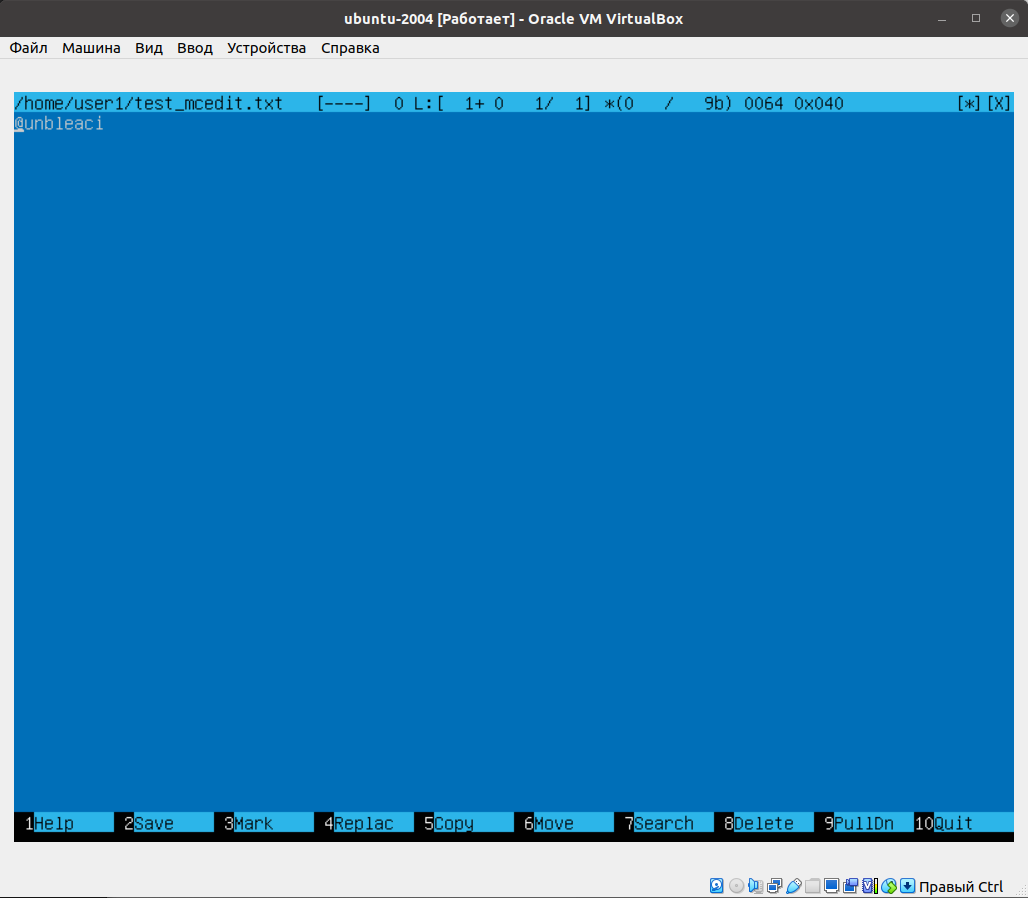 ubuntu-2004 [Работает] - Oracle VM VirtualBox
Файл Машина Вид Ввод Устройства Справка
/home/user1/test_mcedit.txt [----] 0 L:[ 1+ 0 1/ 1] *(0 / 9b) 0064 0x040 [*][X]
@unbleaci
1Help 2Save 3Mark 4Replac 5Copy 6Move 7Search 8Delete 9PullDn 10Quit
Правый Ctrl